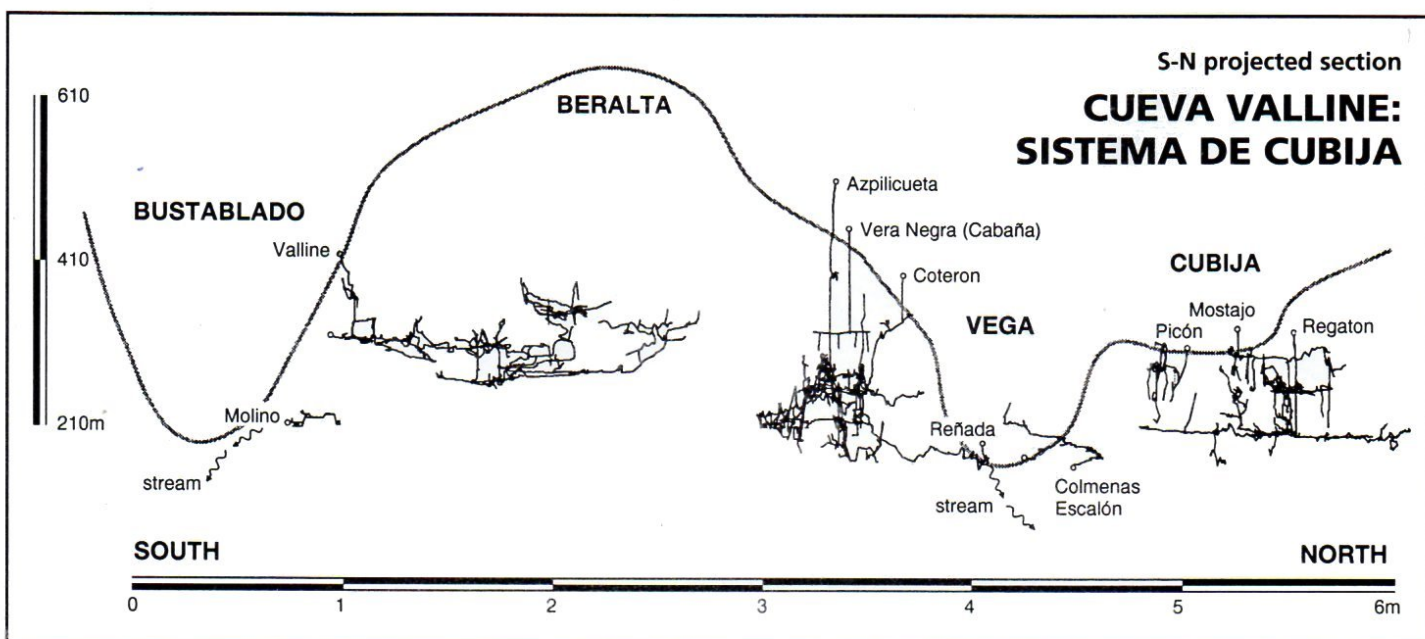 S-N projected section
CUEVA VALLINE:
SISTEMA DE CUBIJA
610
410
210m
BERALTA
BUSTABLADO
Valline
Molino
stream
Azpilicueta
Vera Negra (Cabaña)
Coteron
VEGA
Reñada
stream
Colmenas
Escalón
CUBIJA
Mostajo
Picón
Regaton
SOUTH
NORTH
0
1
2
3
4
5
6m